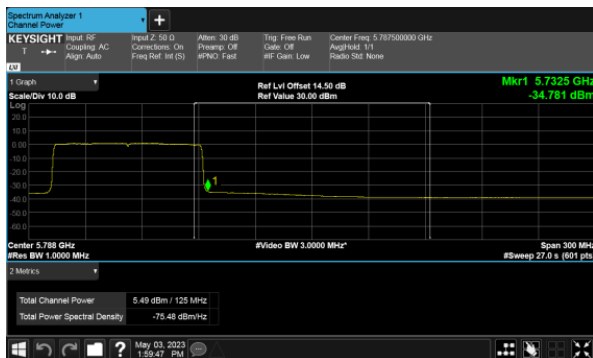 Spectrum Analyzer 1
Channel Power
KEYSIGHT Input: RF Input Z: 50 Ω Atten: 30 dB Trig: Free Run Center Freq: 5.787500000 GHz
T Coupling: AC Corrections: On Preamp: Off Gate: Off Avg|Hold: 1/1
Align: Auto Freq Ref: Int (S) #PNO: Fast #IF Gain: Low Radio Std: None
LXI
1 Graph Ref Lvl Offset 14.50 dB Mkr1 5.7325 GHz
Scale/Div 10.0 dB Ref Value 30.00 dBm -34.781 dBm
Log
20.0
10.0
0.00
-10.0
-20.0
-30.0
-40.0
-50.0
-60.0
1
Center 5.788 GHz #Video BW 3.0000 MHz* Span 300 MHz
#Res BW 1.0000 MHz #Sweep 27.0 s (601 pts)
2 Metrics
Total Channel Power 5.49 dBm / 125 MHz
Total Power Spectral Density -75.48 dBm/Hz
? May 03, 2023
1:59:47 PM